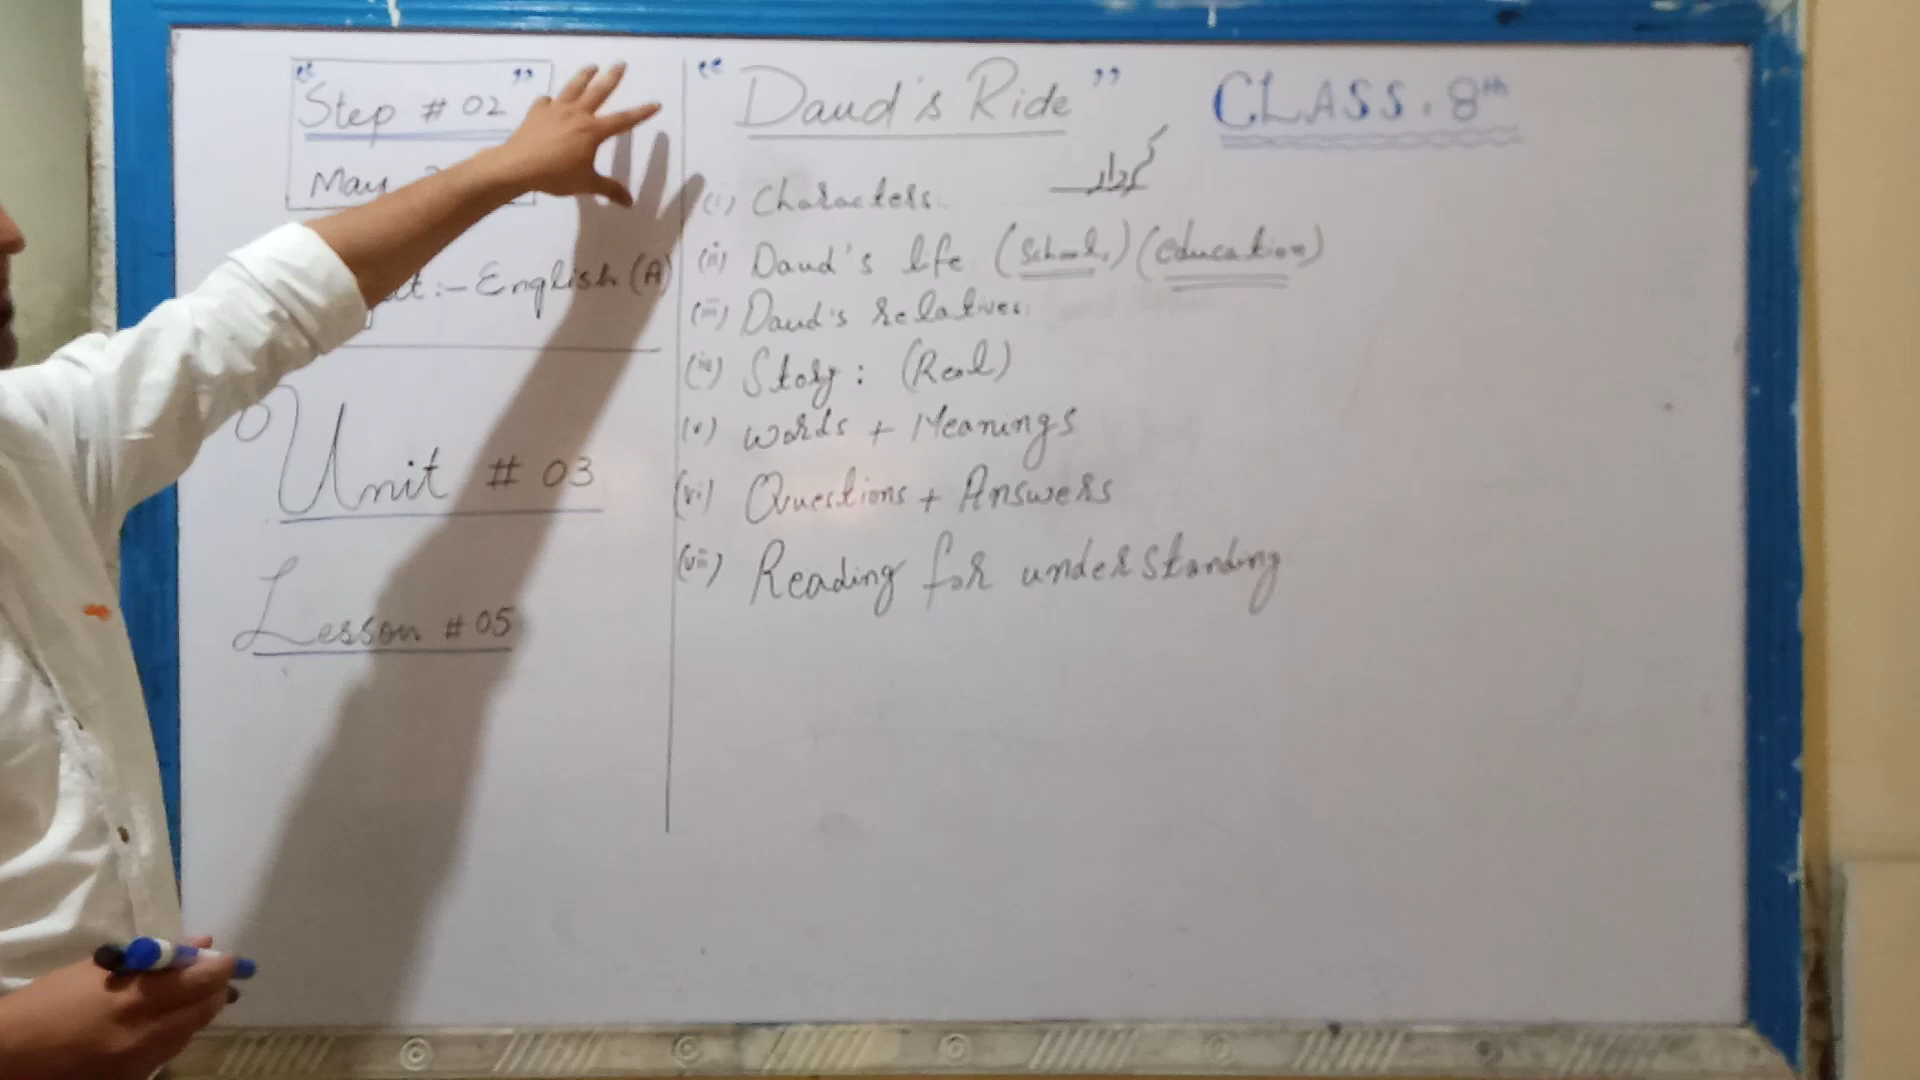 "Step # 02"
May
English (A)
Unit # 03
Lesson # 05
"Daud's Ride"
CLASS. 8th
(i) Characters. کردار
(ii) Daud's life (School,) (education)
(iii) Daud's relatives.
(iv) Story: (Real)
(v) words + Meanings
(vi) Questions + Answers
(vii) Reading for understanding